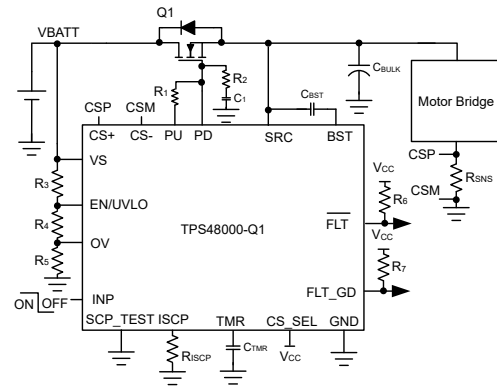 Q1
VBATT
R2
CBULK
R1
C1
CBST
Motor Bridge
CSP CSM
CS+ CS- PU PD SRC BST
CSP
RSNS
CSM
VS
R3
VCC
R6
EN/UVLO
TPS48000-Q1
FLT
R4
VCC
OV
R7
R5
FLT_GD
ON OFF
INP
SCP_TEST ISCP TMR CS_SEL GND
RISCP
CTMR
VCC